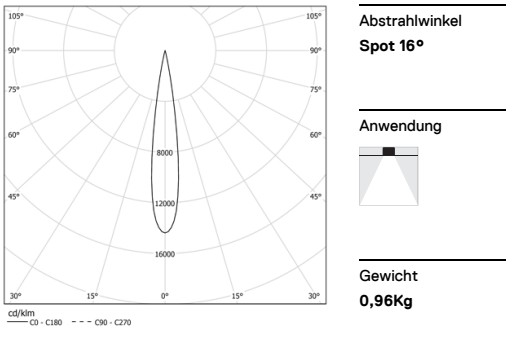 105°
105°
90°
90°
75°
75°
60°
60°
45°
45°
8000
12000
16000
30° 15° 0° 15° 30°
cd/klm
C0 - C180 C90 - C270
Abstrahlwinkel
Spot 16°
Anwendung
Gewicht
0,96Kg